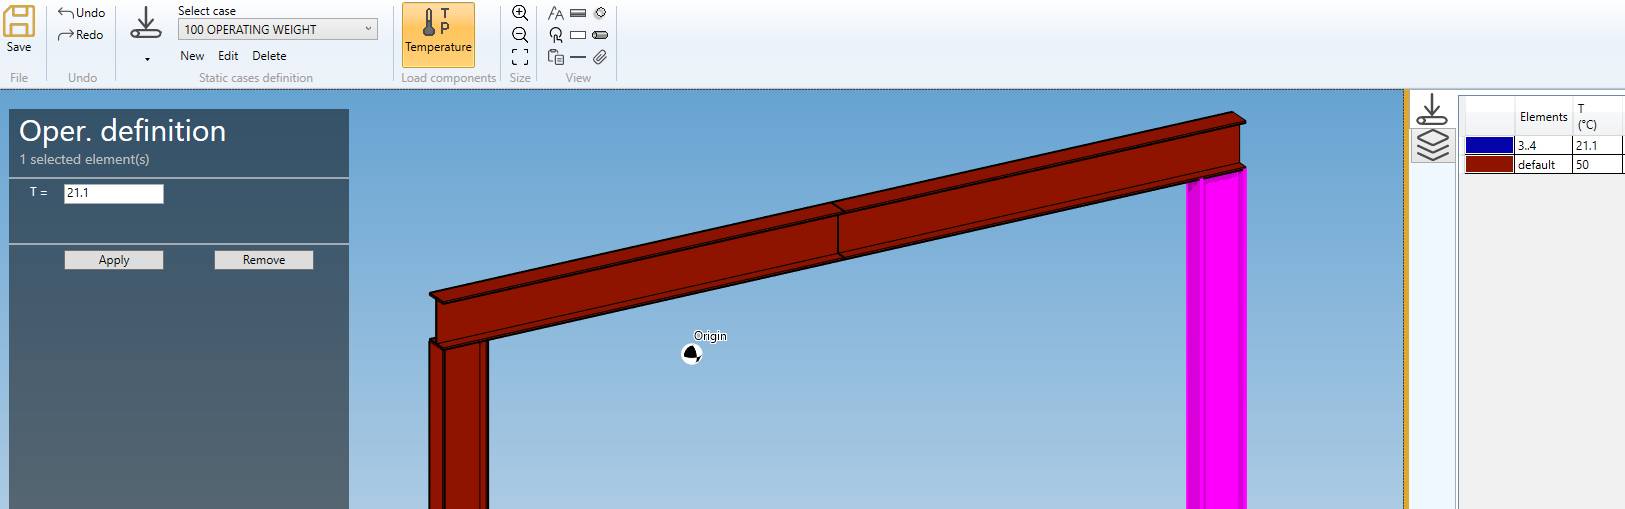 Save
File
Undo
Redo
Undo
Select case
100 OPERATING WEIGHT
New Edit Delete
Static cases definition
T
P
Temperature
Load components
Size
AA
View
Oper. definition
1 selected element(s)
T = 21.1
Apply Remove
Origin
Elements T (°C)
3..4 21.1
default 50